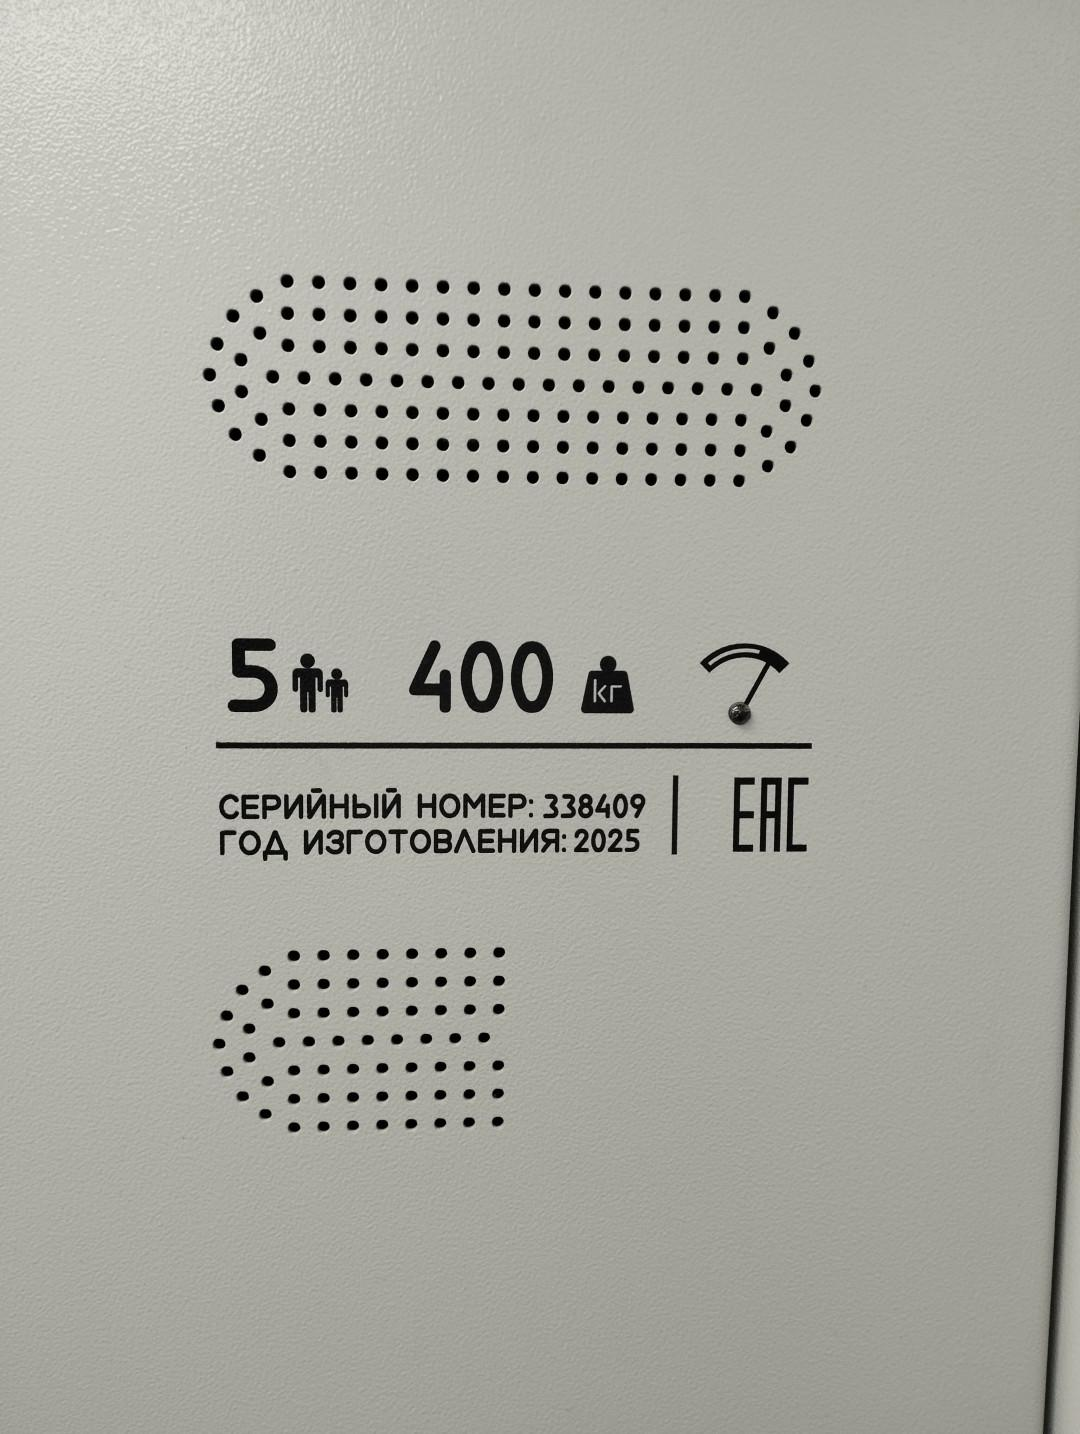 5 400 кг
СЕРИЙНЫЙ НОМЕР: 338409
ГОД ИЗГОТОВЛЕНИЯ: 2025
EAC